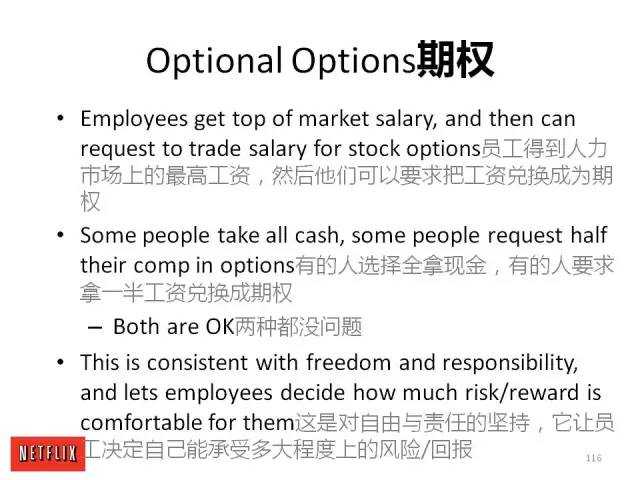 Optional Options期权
• Employees get top of market salary, and then can
request to trade salary for stock options员工得到人力
市场上的最高工资，然后他们可以要求把工资兑换成为期
权
• Some people take all cash, some people request half
their comp in options有的人选择全拿现金，有的人要求
拿一半工资兑换成期权
– Both are OK两种都没问题
• This is consistent with freedom and responsibility,
and lets employees decide how much risk/reward is
comfortable for them这是对自由与责任的坚持，它让员
工决定自己能承受多大程度上的风险/回报
NETFLIX
116